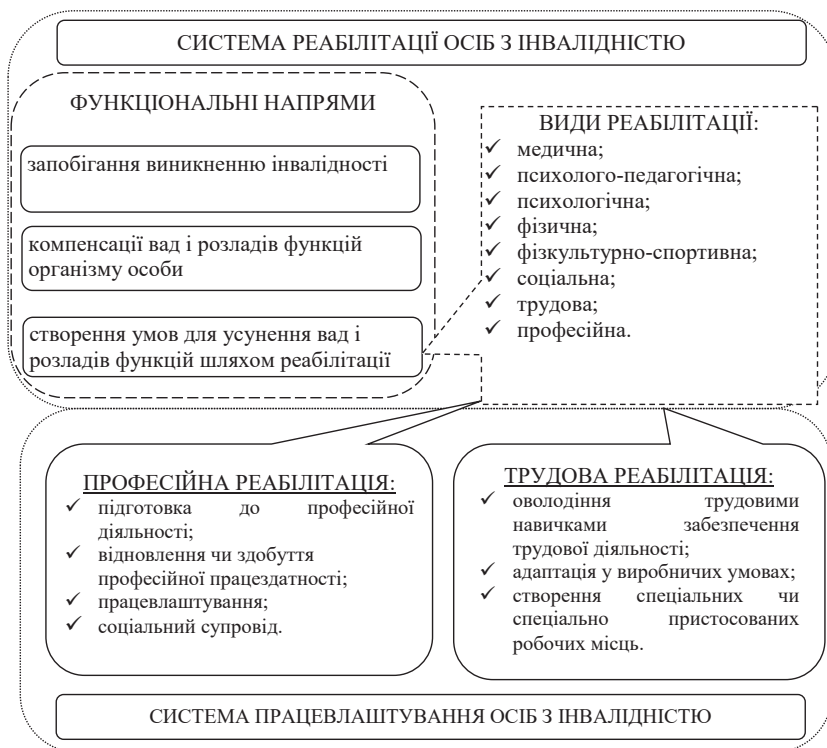 СИСТЕМА РЕАБІЛІТАЦІЇ ОСІБ З ІНВАЛІДНІСТЮ
ФУНКЦІОНАЛЬНІ НАПРЯМИ
запобігання виникненню інвалідності
компенсації вад і розладів функцій
організму особи
створення умов для усунення вад і
розладів функцій шляхом реабілітації
ВИДИ РЕАБІЛІТАЦІЇ:
✓ медична;
✓ психолого-педагогічна;
✓ психологічна;
✓ фізична;
✓ фізкультурно-спортивна;
✓ соціальна;
✓ трудова;
✓ професійна.
ПРОФЕСІЙНА РЕАБІЛІТАЦІЯ:
✓ підготовка до професійної
діяльності;
✓ відновлення чи здобуття
професійної працездатності;
✓ працевлаштування;
✓ соціальний супровід.
ТРУДОВА РЕАБІЛІТАЦІЯ:
✓ оволодіння трудовими
навичками забезпечення
трудової діяльності;
✓ адаптація у виробничих умовах;
✓ створення спеціальних чи
спеціально пристосованих
робочих місць.
СИСТЕМА ПРАЦЕВЛАШТУВАННЯ ОСІБ З ІНВАЛІДНІСТЮ